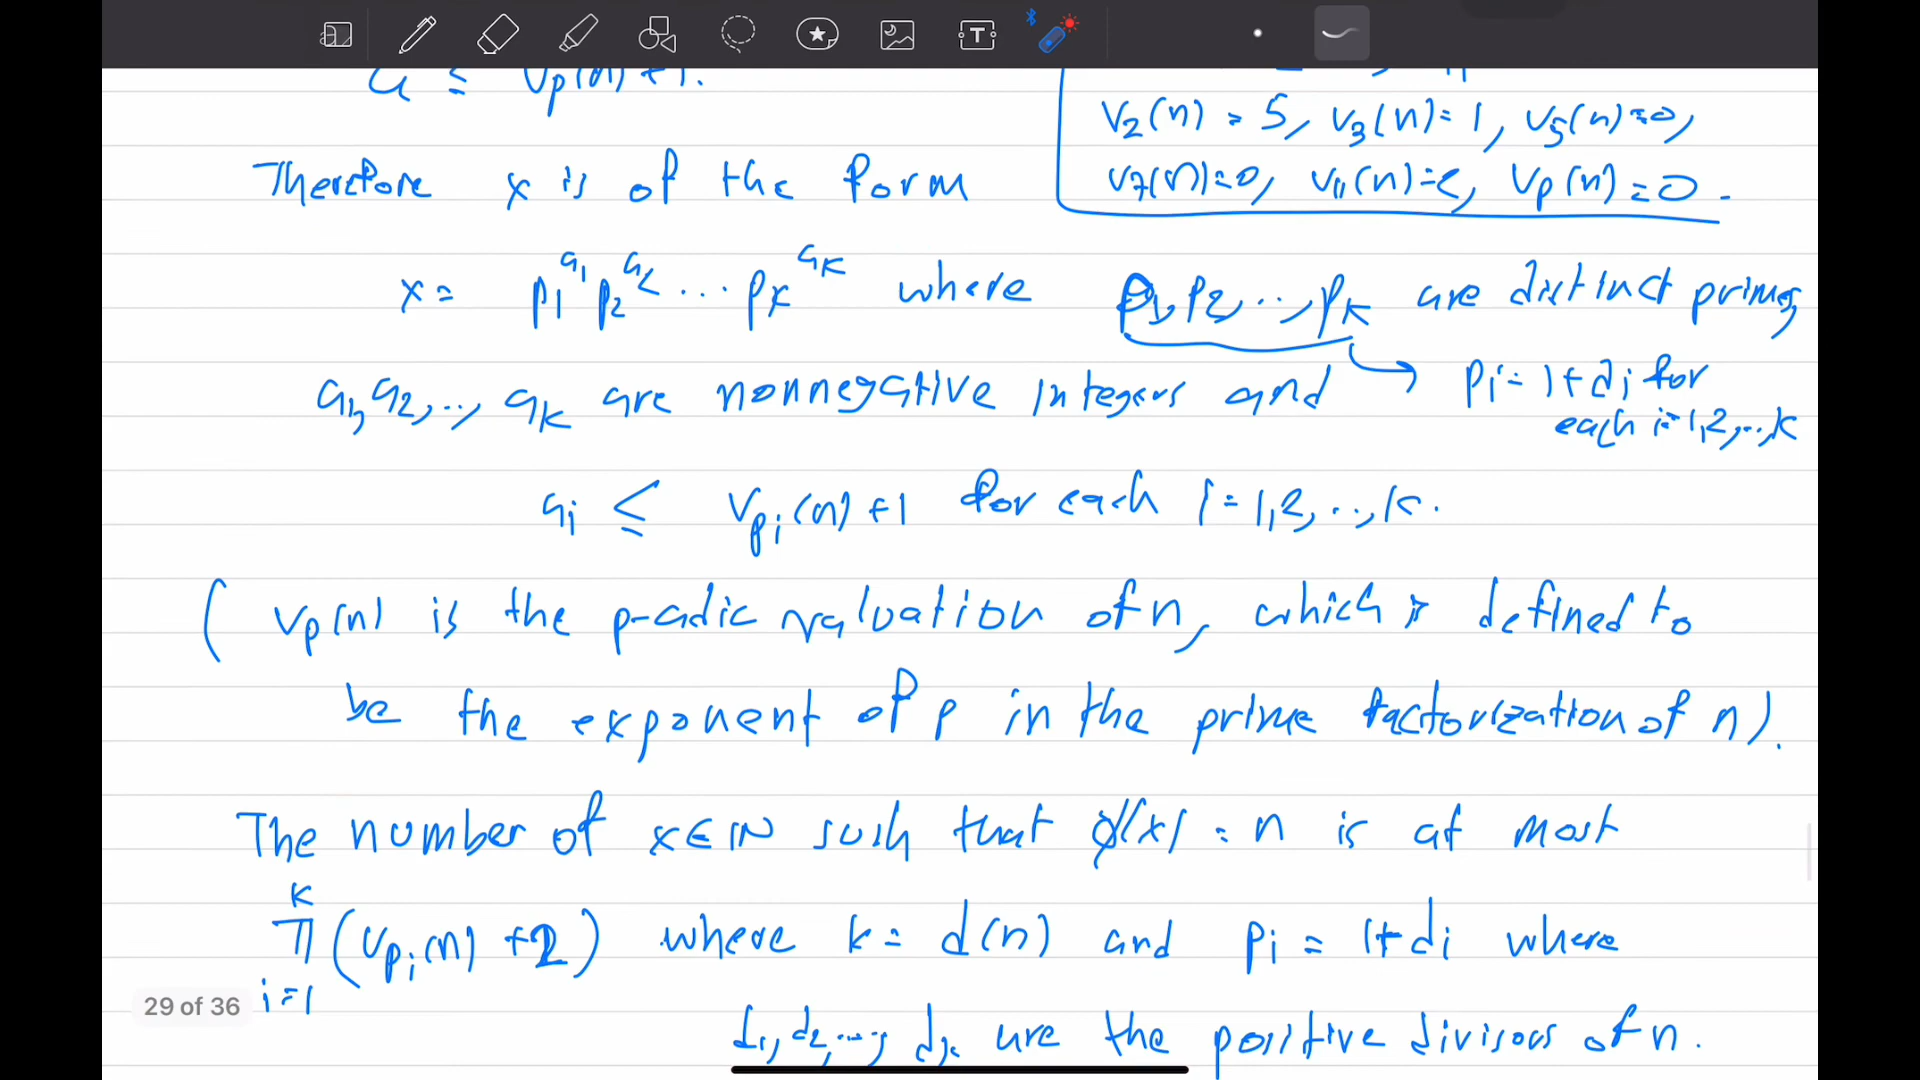 a ≤ vp(n)+1.
v2(n) = 5, v3(n)=1, v5(n)=0,
v7(n)=0, v11(n)=2, vp(n)=0.
Therefore x is of the form
x = p1^a1 p2^a2 ... pk^ak where p1, p2, .., pk are distinct primes,
a1, a2, .., ak are nonnegative integers and
→ pi = 1+di for
each i=1,2,..,k
ai ≤ vpi(n)+1 for each i=1,2,..,k.
( vp(n) is the p-adic valuation of n, which is defined to
be the exponent of p in the prime factorization of n).
The number of x∈ℕ such that φ(x) = n is at most
k
∏ (vpi(n) +2) where k = d(n) and pi = 1+di where
i=1
d1, d2, ..., dk are the positive divisors of n.
29 of 36